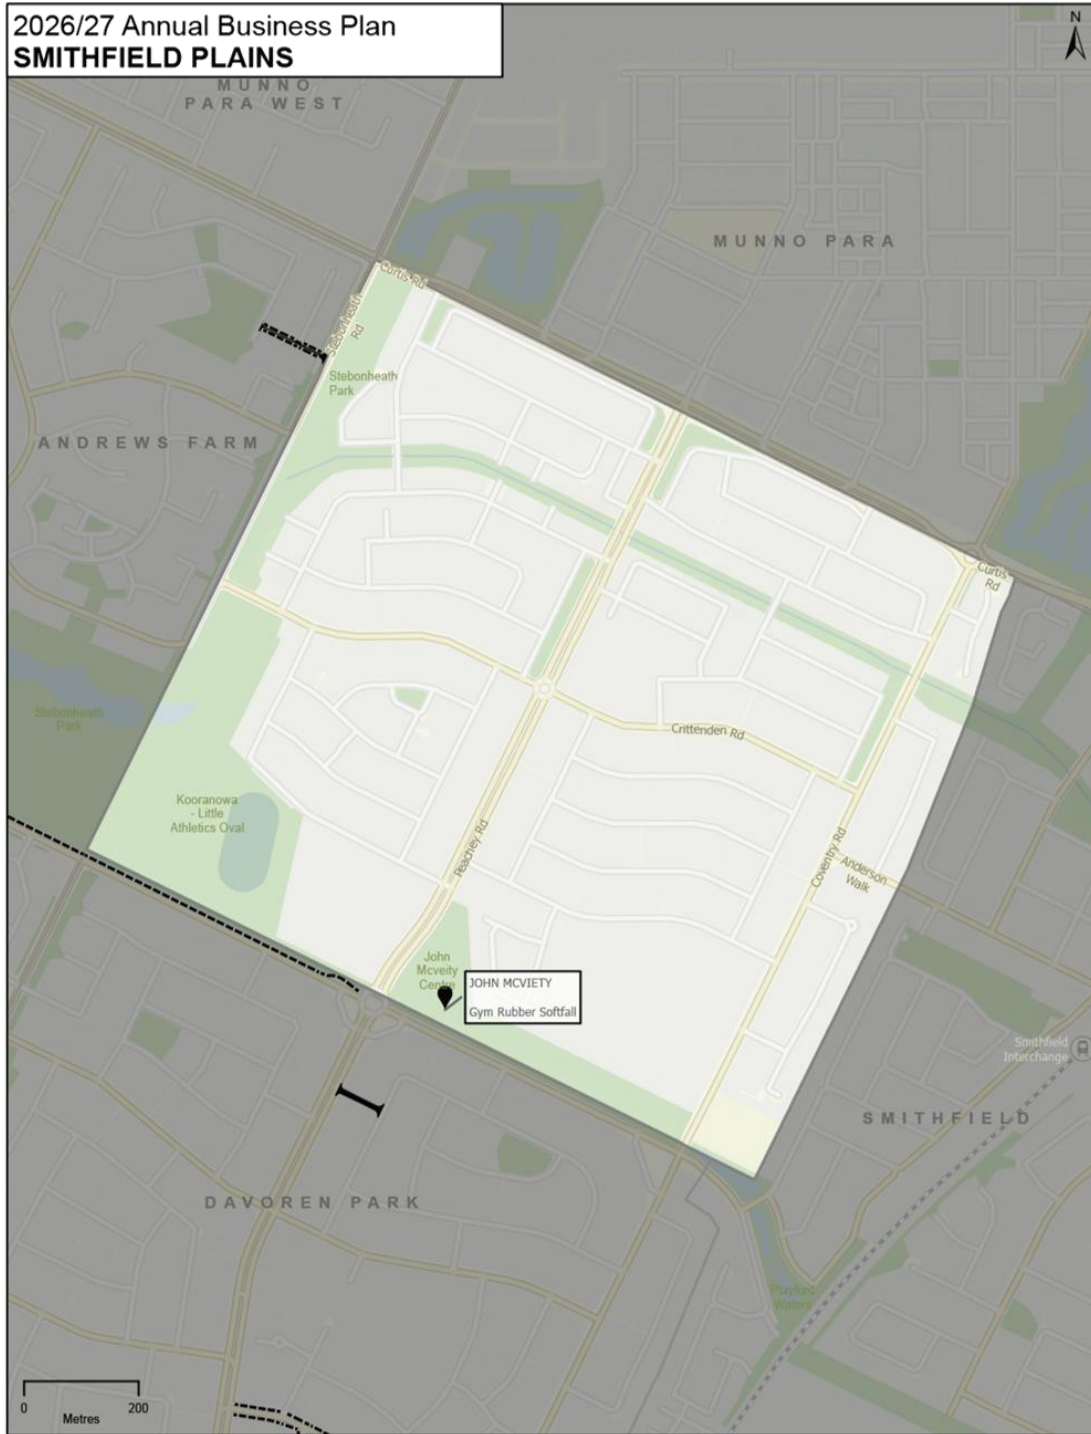 2026/27 Annual Business Plan
SMITHFIELD PLAINS
N
MUNNO
PARA WEST
MUNNO PARA
Curtis Rd
Stebonheath
Rd
Stebonheath
Park
ANDREWS FARM
Curtis
Rd
Stebonheath
Park
Crittenden Rd
Kooranowa
- Little
Athletics Oval
Peachey Rd
Coventry Rd
Anderson
Walk
John
Mcveity
Centre
JOHN MCVIETY
Gym Rubber Softfall
Smithfield
Interchange
SMITHFIELD
DAVOREN PARK
Playford
Waters
0
200
Metres